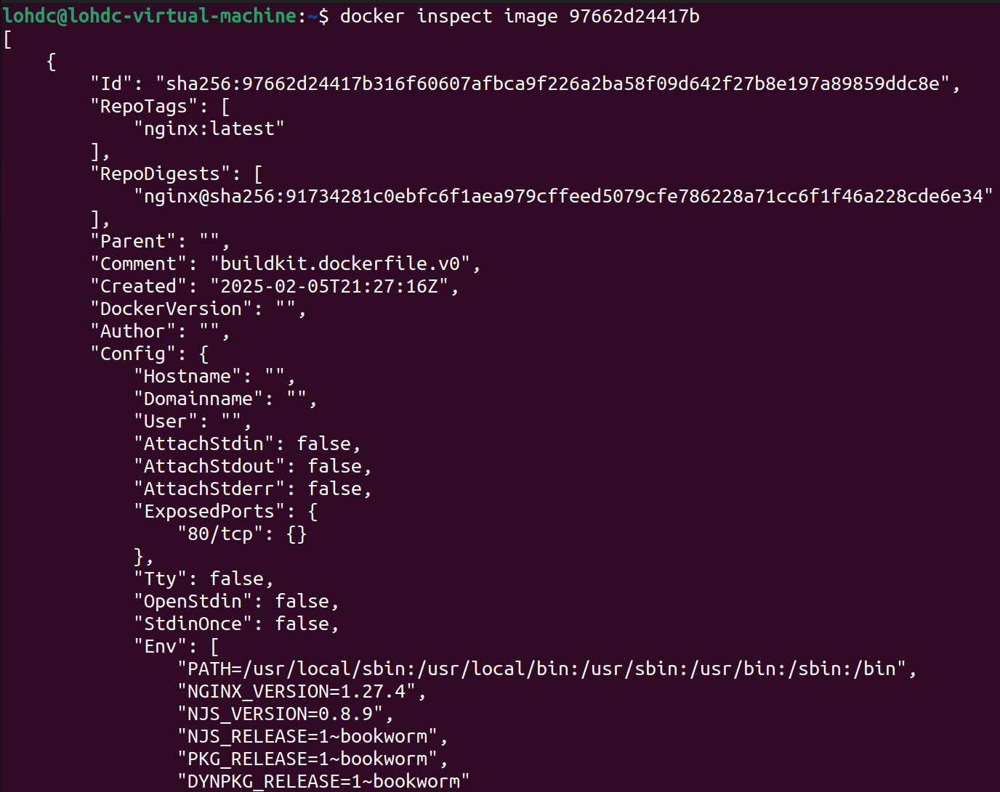 lohdc@lohdc-virtual-machine:~$ docker inspect image 97662d24417b
[
    {
        "Id": "sha256:97662d24417b316f60607afbca9f226a2ba58f09d642f27b8e197a89859ddc8e",
        "RepoTags": [
            "nginx:latest"
        ],
        "RepoDigests": [
            "nginx@sha256:91734281c0ebfc6f1aea979cffeed5079cfe786228a71cc6f1f46a228cde6e34"
        ],
        "Parent": "",
        "Comment": "buildkit.dockerfile.v0",
        "Created": "2025-02-05T21:27:16Z",
        "DockerVersion": "",
        "Author": "",
        "Config": {
            "Hostname": "",
            "Domainname": "",
            "User": "",
            "AttachStdin": false,
            "AttachStdout": false,
            "AttachStderr": false,
            "ExposedPorts": {
                "80/tcp": {}
            },
            "Tty": false,
            "OpenStdin": false,
            "StdinOnce": false,
            "Env": [
                "PATH=/usr/local/sbin:/usr/local/bin:/usr/sbin:/usr/bin:/sbin:/bin",
                "NGINX_VERSION=1.27.4",
                "NJS_VERSION=0.8.9",
                "NJS_RELEASE=1~bookworm",
                "PKG_RELEASE=1~bookworm",
                "DYNPKG_RELEASE=1~bookworm"